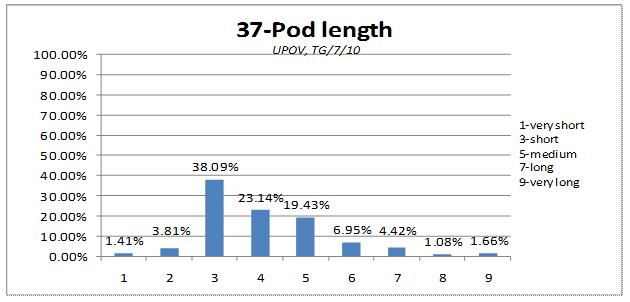 37-Pod length
UPOV, TG/7/10
100.00%
90.00%
80.00%
70.00%
60.00%
50.00%
40.00%
30.00%
20.00%
10.00%
0.00%
1.41%
3.81%
38.09%
23.14%
19.43%
6.95%
4.42%
1.08%
1.66%
1 2 3 4 5 6 7 8 9
1-very short
3-short
5-medium
7-long
9-very long